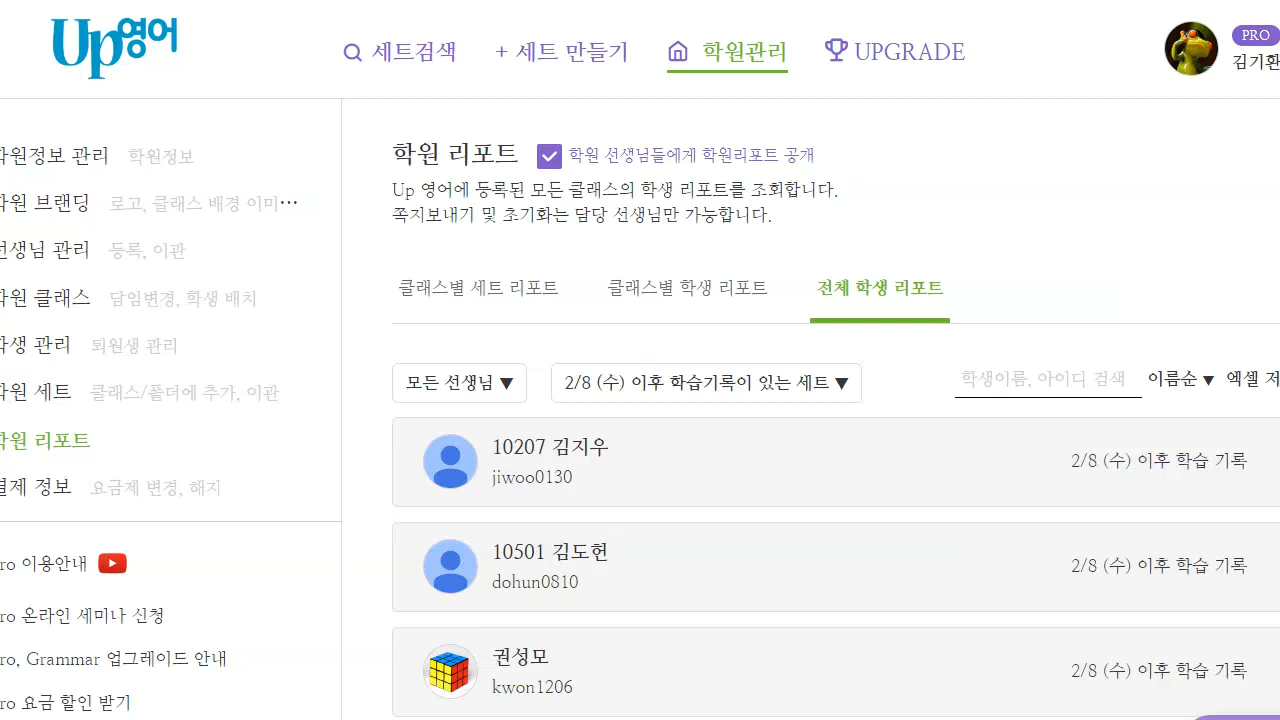 Up영어
세트검색
+ 세트 만들기
학원관리
UPGRADE
PRO
김기환
학원정보 관리 학원정보
학원 브랜딩 로고, 클래스 배경 이미…
선생님 관리 등록, 이관
학원 클래스 담임변경, 학생 배치
학생 관리 퇴원생 관리
학원 세트 클래스/폴더에 추가, 이관
학원 리포트
결제 정보 요금제 변경, 해지
ro 이용안내
ro 온라인 세미나 신청
ro, Grammar 업그레이드 안내
ro 요금 할인 받기
학원 리포트 학원 선생님들에게 학원리포트 공개
Up 영어에 등록된 모든 클래스의 학생 리포트를 조회합니다.
쪽지보내기 및 초기화는 담당 선생님만 가능합니다.
클래스별 세트 리포트 클래스별 학생 리포트 전체 학생 리포트
모든 선생님 ▼ 2/8 (수) 이후 학습기록이 있는 세트 ▼ 학생이름, 아이디 검색 이름순 ▼ 엑셀 저
10207 김지우
jiwoo0130
2/8 (수) 이후 학습 기록
10501 김도헌
dohun0810
2/8 (수) 이후 학습 기록
권성모
kwon1206
2/8 (수) 이후 학습 기록